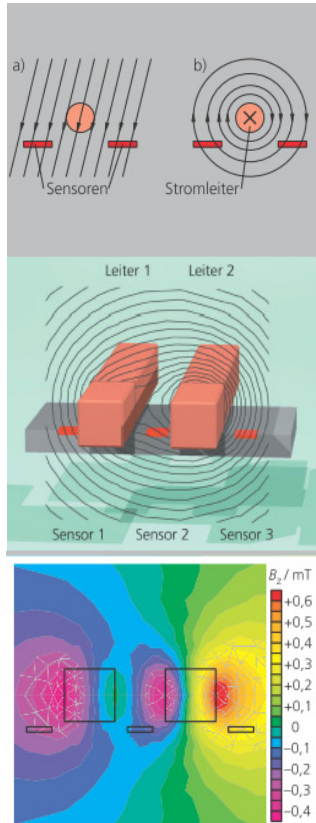 a)
b)
Sensoren
Stromleiter
Leiter 1 Leiter 2
Sensor 1 Sensor 2 Sensor 3
B_z / mT
+0,6
+0,5
+0,4
+0,3
+0,2
+0,1
0
−0,1
−0,2
−0,3
−0,4